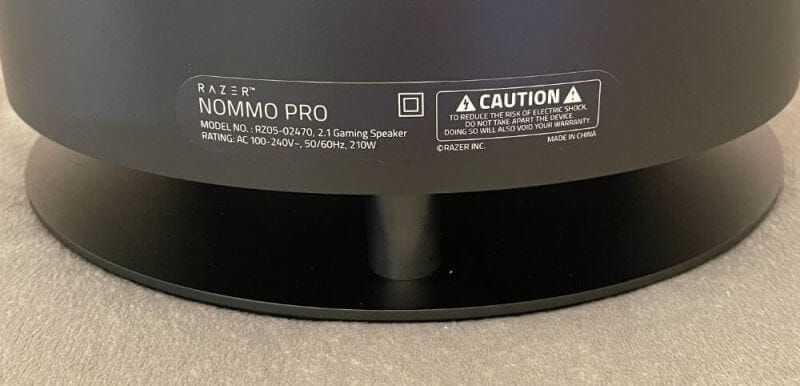 RAZER™
NOMMO PRO
MODEL NO.: RZ05-02470, 2.1 Gaming Speaker
RATING: AC 100-240V~, 50/60Hz, 210W
CAUTION
TO REDUCE THE RISK OF ELECTRIC SHOCK.
DO NOT TAKE APART THE DEVICE.
DOING SO WILL ALSO VOID YOUR WARRANTY.
©RAZER INC.
MADE IN CHINA